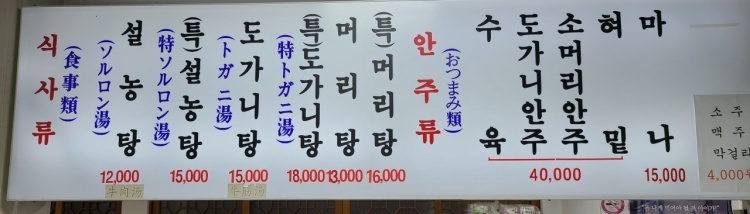 식사류
(食事類)
설농탕
(ソルロン湯)
12,000
牛肉湯
(특)설농탕
(特ソルロン湯)
15,000
도가니탕
(トガニ湯)
15,000
(특)도가니탕
(特トガニ湯)
18,000
머리탕
13,000
(특)머리탕
16,000
안주류
(おつまみ類)
수육
도가니안주
소머리안주
혀밑
40,000
마나
15,000
소주
맥주
막걸리
4,000